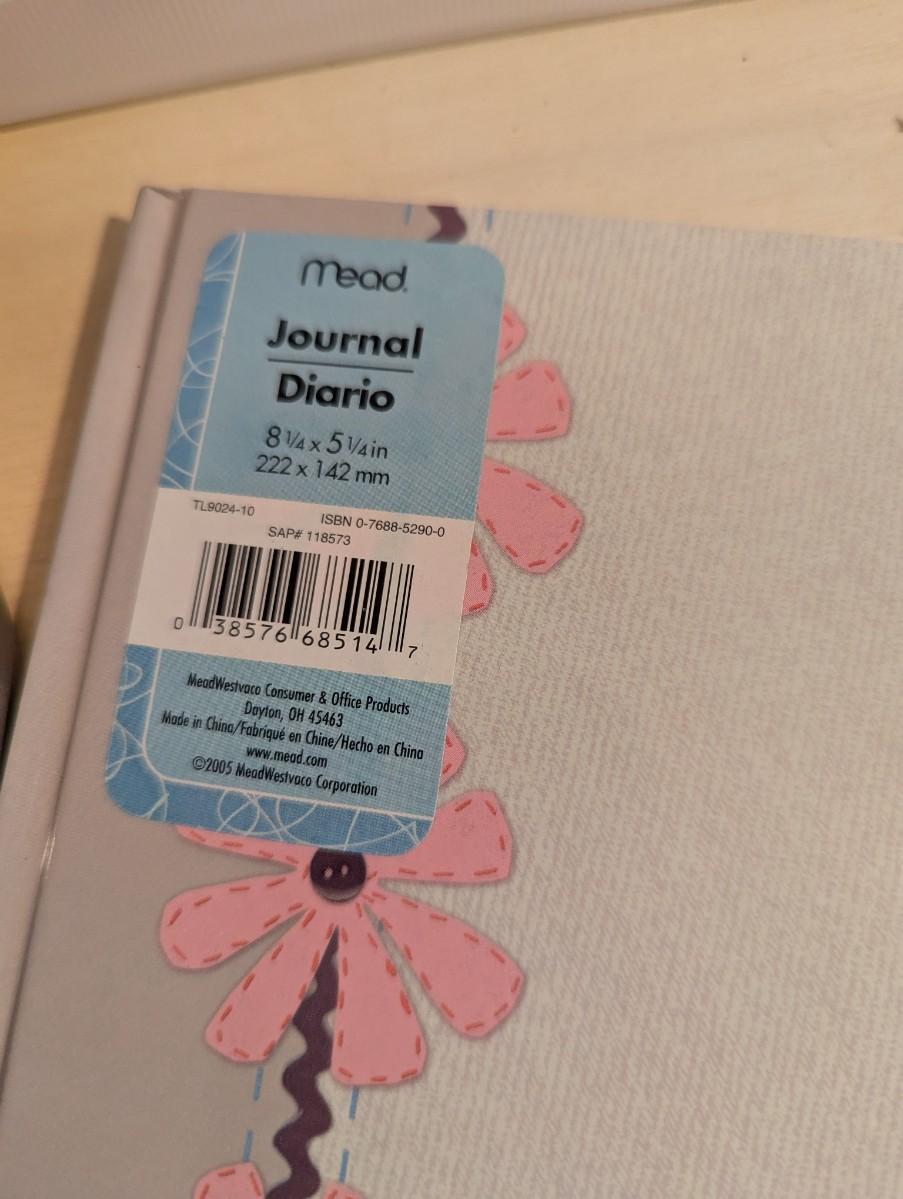 mead.
Journal
Diario
8 1/4 x 5 1/4 in
222 x 142 mm
TL9024-10 ISBN 0-7688-5290-0
SAP# 118573
0 38576 68514 7
MeadWestvaco Consumer & Office Products
Dayton, OH 45463
Made in China/Fabriqué en Chine/Hecho en China
www.mead.com
©2005 MeadWestvaco Corporation